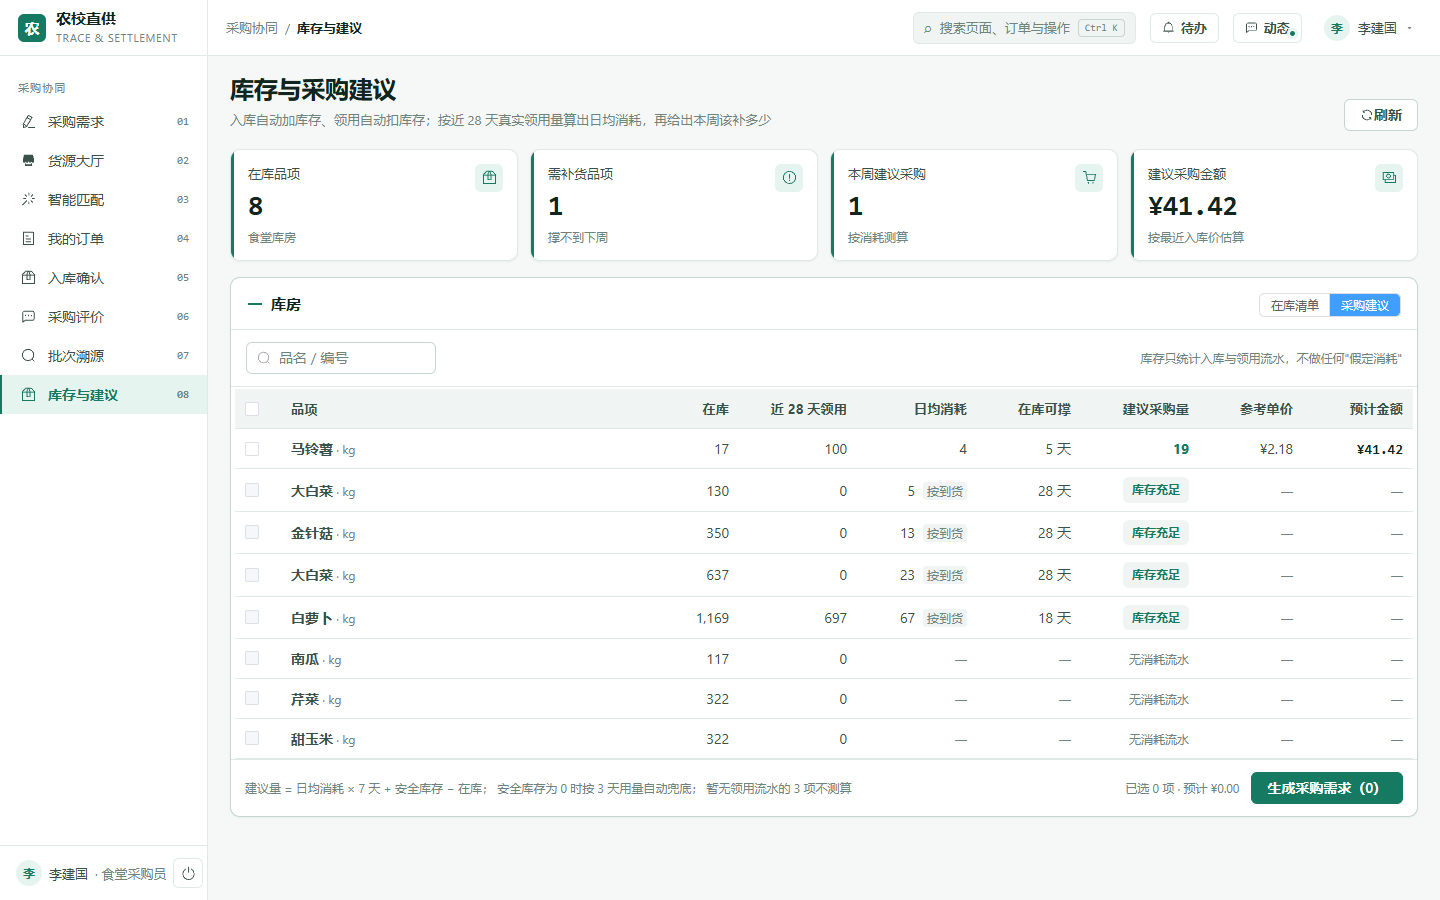 农校直供
TRACE & SETTLEMENT
采购协同 / 库存与建议
搜索页面、订单与操作 Ctrl K
待办
动态
李 李建国
采购协同
采购需求 01
货源大厅 02
智能匹配 03
我的订单 04
入库确认 05
采购评价 06
批次溯源 07
库存与建议 08
李 李建国 · 食堂采购员
库存与采购建议
入库自动加库存、领用自动扣库存；按近 28 天真实领用量算出日均消耗，再给出本周该补多少
刷新
在库品项
8
食堂库房
需补货品项
1
撑不到下周
本周建议采购
1
按消耗测算
建议采购金额
¥41.42
按最近入库价估算
库房
在库清单 采购建议
品名 / 编号
库存只统计入库与领用流水，不做任何"假定消耗"
品项 在库 近 28 天领用 日均消耗 在库可撑 建议采购量 参考单价 预计金额
马铃薯 · kg 17 100 4 5 天 19 ¥2.18 ¥41.42
大白菜 · kg 130 0 5 按到货 28 天 库存充足 — —
金针菇 · kg 350 0 13 按到货 28 天 库存充足 — —
大白菜 · kg 637 0 23 按到货 28 天 库存充足 — —
白萝卜 · kg 1,169 697 67 按到货 18 天 库存充足 — —
南瓜 · kg 117 0 — — 无消耗流水 — —
芹菜 · kg 322 0 — — 无消耗流水 — —
甜玉米 · kg 322 0 — — 无消耗流水 — —
建议量 = 日均消耗 × 7 天 + 安全库存 − 在库； 安全库存为 0 时按 3 天用量自动兜底； 暂无领用流水的 3 项不测算
已选 0 项 · 预计 ¥0.00
生成采购需求（0）